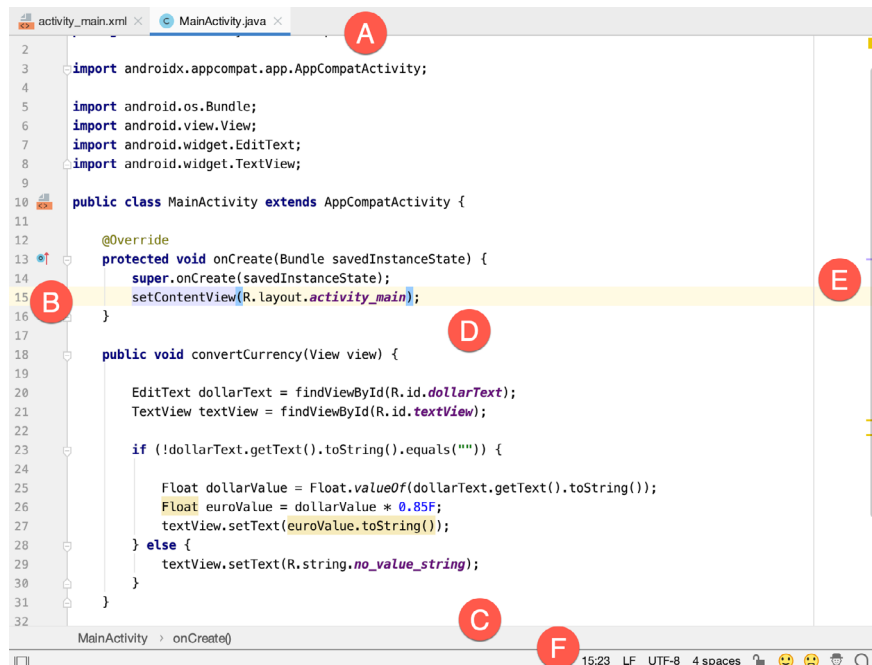 activity_main.xml MainActivity.java A
2
3 import androidx.appcompat.app.AppCompatActivity;
4
5 import android.os.Bundle;
6 import android.view.View;
7 import android.widget.EditText;
8 import android.widget.TextView;
9
10 public class MainActivity extends AppCompatActivity {
11
12 @Override
13 protected void onCreate(Bundle savedInstanceState) {
14 super.onCreate(savedInstanceState);
E
15 setContentView(R.layout.activity_main);
B
16 }
D
17
18 public void convertCurrency(View view) {
19
20 EditText dollarText = findViewById(R.id.dollarText);
21 TextView textView = findViewById(R.id.textView);
22
23 if (!dollarText.getText().toString().equals("")) {
24
25 Float dollarValue = Float.valueOf(dollarText.getText().toString());
26 Float euroValue = dollarValue * 0.85F;
27 textView.setText(euroValue.toString());
28 } else {
29 textView.setText(R.string.no_value_string);
30 }
31 }
32
C
MainActivity > onCreate()
F
15:23 LF UTF-8 4 spaces